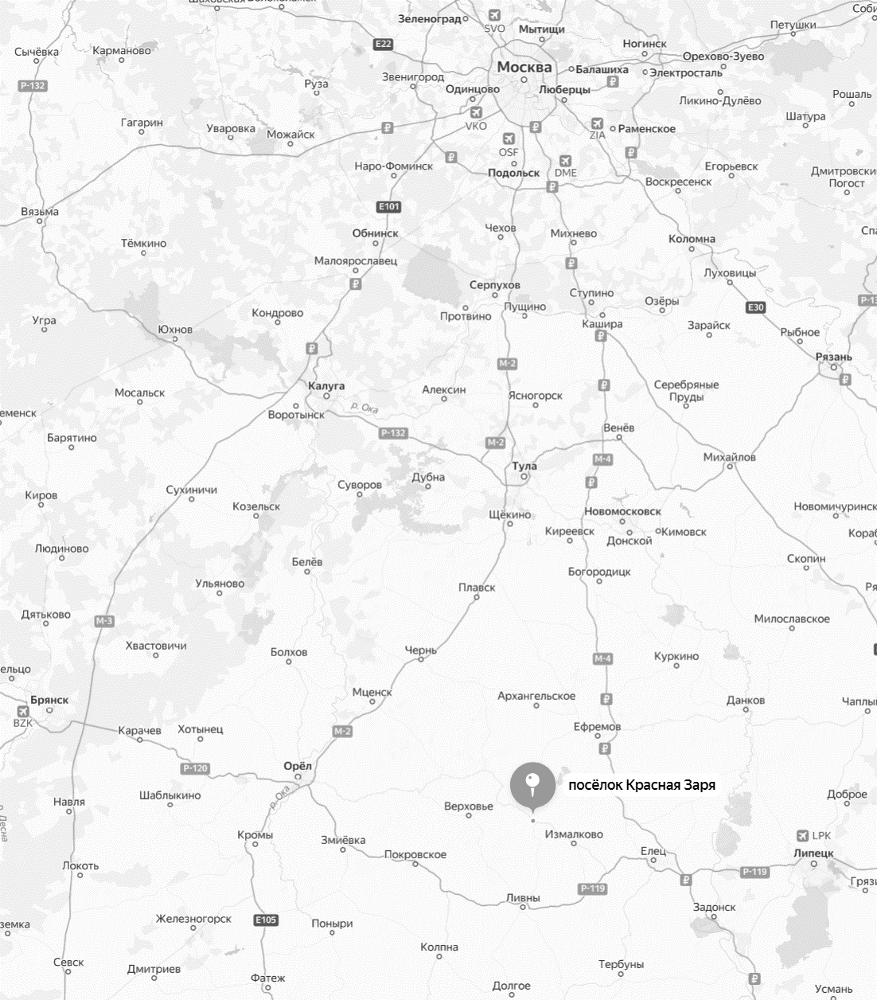 Зеленоград
SVO
Мытищи
Петушки
E22
Сычёвка
Карманово
Ногинск
Орехово-Зуево
Москва
Балашиха
Электросталь
Р-132
Руза
Звенигород
Одинцово
Люберцы
Ликино-Дулёво
Рошаль
Гагарин
Уваровка
Можайск
VKO
ZIA
Раменское
Шатура
OSF
Наро-Фоминск
Подольск
DME
Егорьевск
Воскресенск
Дмитровский
Погост
Вязьма
E101
Тёмкино
Обнинск
Чехов
Михнево
Коломна
Малоярославец
Луховицы
Серпухов
Ступино
Озёры
E30
Угра
Юхнов
Кондрово
Протвино
Пущино
Кашира
Зарайск
Рыбное
Рязань
М-2
Мосальск
Калуга
Алексин
Ясногорск
Серебряные
Пруды
р. Ока
Воротынск
Барятино
Р-132
М-2
Венёв
М-4
Михайлов
Тула
Киров
Сухиничи
Суворов
Дубна
Козельск
Щёкино
Новомосковск
Киреевск
Донской
Кимовск
Людиново
Белёв
Богородицк
Скопин
Ульяново
Плавск
Дятьково
М-3
Милославское
Хвастовичи
Болхов
Чернь
М-4
Куркино
Брянск
BZK
Мценск
Архангельское
Данков
Карачев
Хотынец
М-2
Ефремов
Р-120
Орёл
посёлок Красная Заря
р. Ока
Навля
Шаблыкино
Верховье
Доброе
р. Десна
Кромы
Змиёвка
Измалково
LPK
Локоть
Покровское
Елец
Р-119
Липецк
Р-119
Ливны
Задонск
Железногорск
E105
Поныри
Севск
Дмитриев
Фатеж
Колпна
Тербуны
Долгое
Усмань